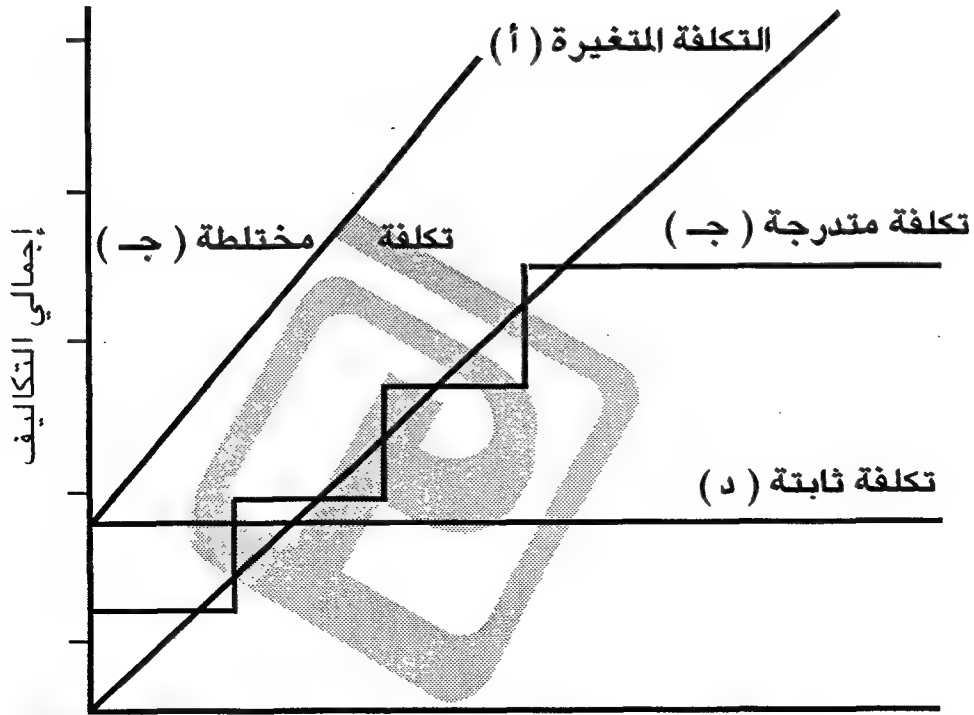 التكلفة المتغيرة ( أ )
تكلفة مختلطة ( جـ )
تكلفة متدرجة ( جـ )
تكلفة ثابتة ( د )
إجمالي التكاليف